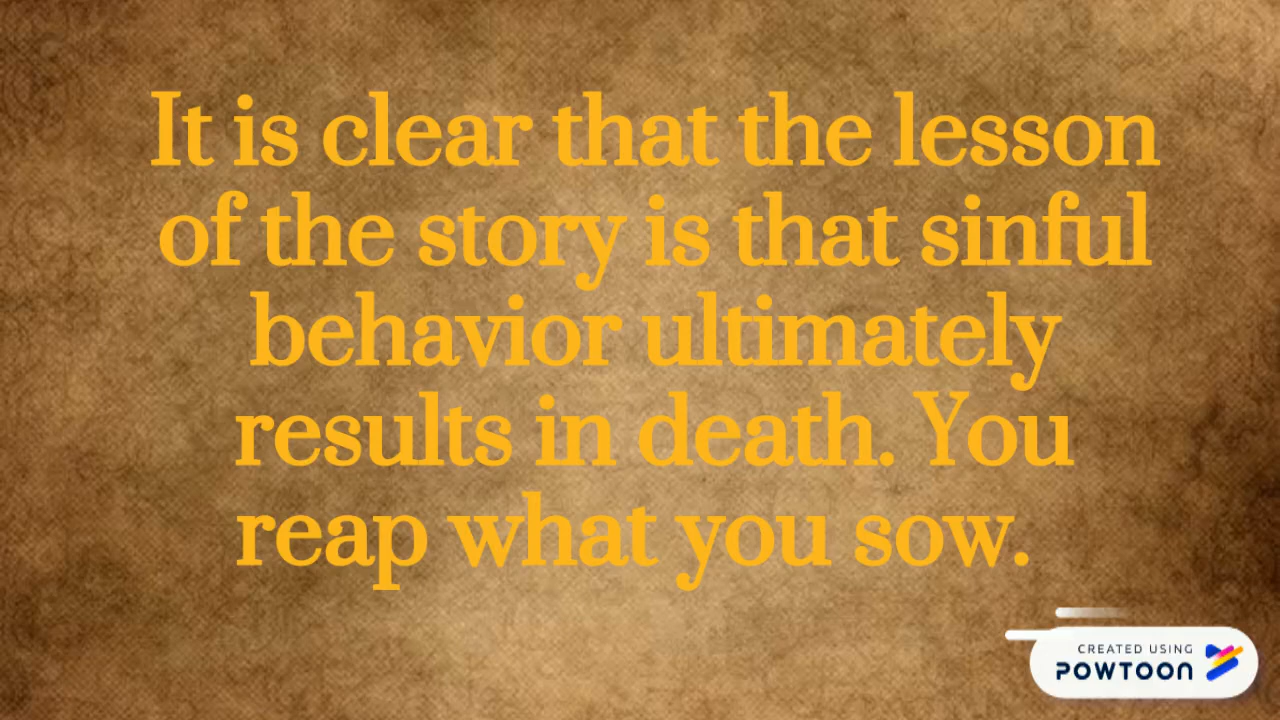 It is clear that the lesson
of the story is that sinful
behavior ultimately
results in death. You
reap what you sow.
CREATED USING
POWTOON